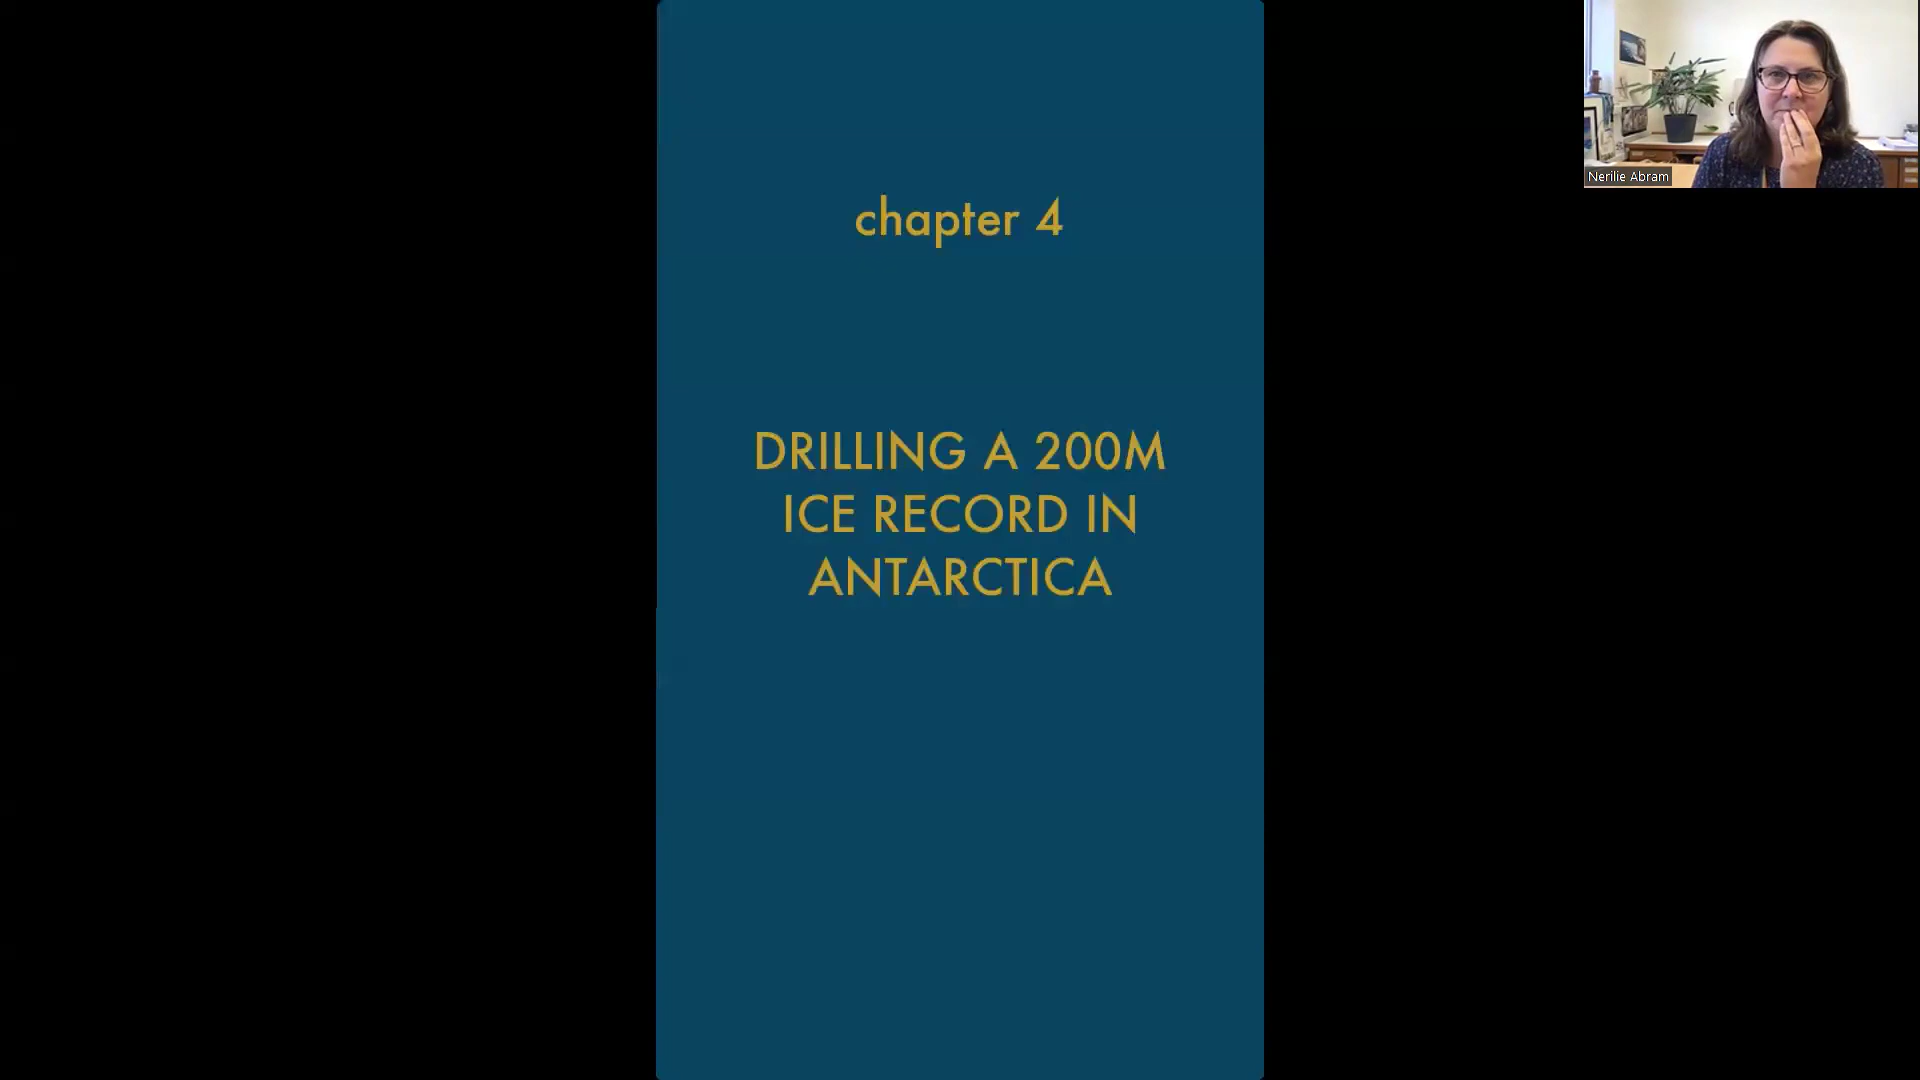 chapter 4
DRILLING A 200M
ICE RECORD IN
ANTARCTICA
Nerilie Abram